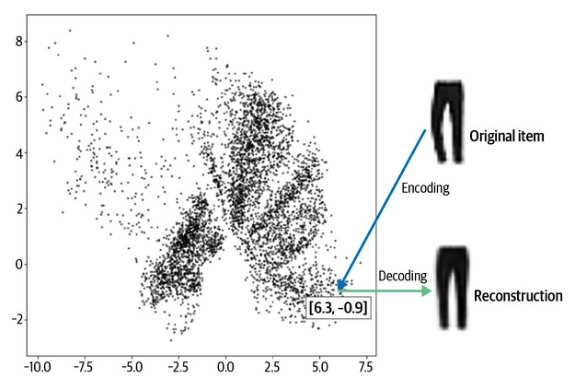 8
6
4
2
0
-2
-10.0 -7.5 -5.0 -2.5 0.0 2.5 5.0 7.5
Original item
Encoding
Decoding
[6.3, -0.9]
Reconstruction